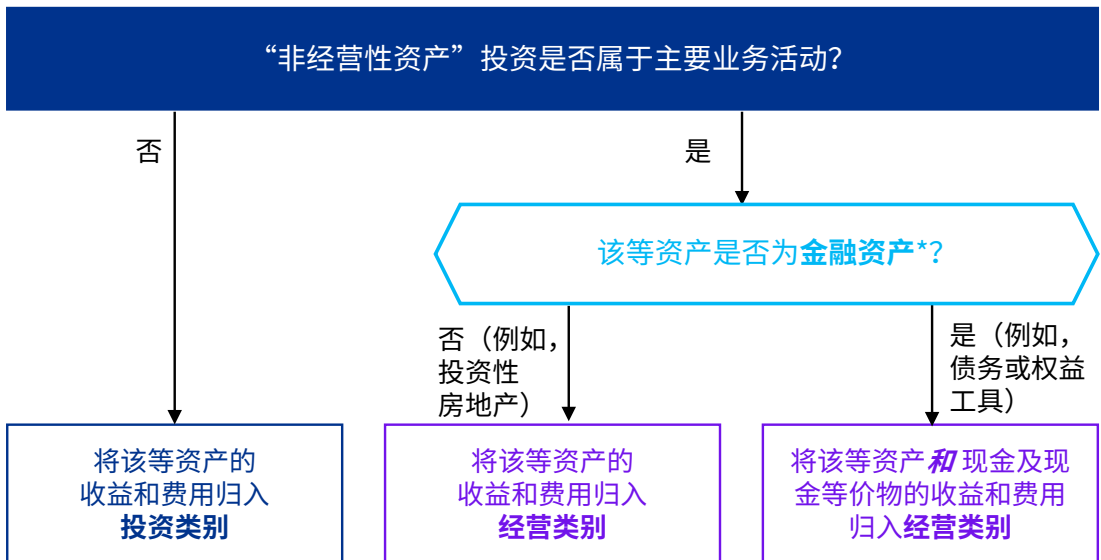 “非经营性资产”投资是否属于主要业务活动？
否
是
该等资产是否为金融资产*？
否（例如，
投资性
房地产）
是（例如，
债务或权益
工具）
将该等资产的
收益和费用归入
投资类别
将该等资产的
收益和费用归入
经营类别
将该等资产和 现金及现
金等价物的收益和费用
归入经营类别